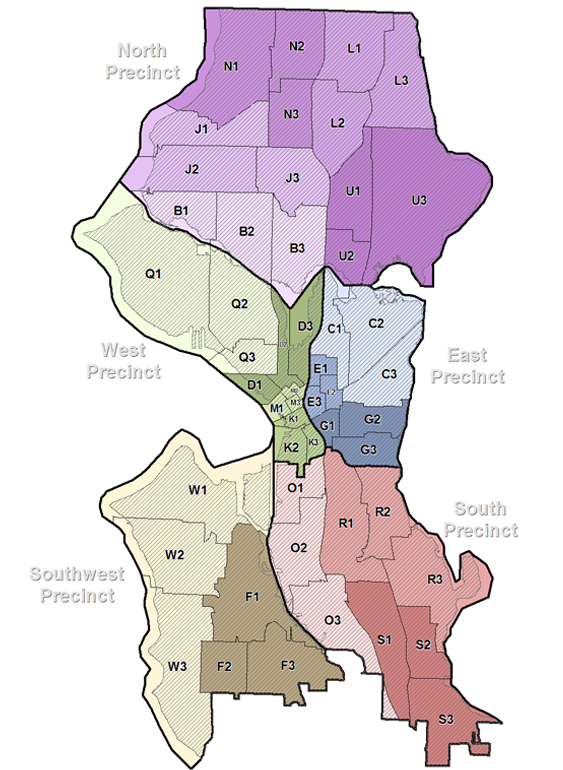 North
Precinct
N1
N2
L1
L3
N3
L2
J1
J2
J3
U1
U3
B1
B2
B3
U2
Q1
Q2
Q3
West
Precinct
D3
D2
D1
M2
M3
M1
K1
K2
K3
C1
C2
C3
E1
E2
E3
G1
G2
G3
East
Precinct
W1
W2
W3
Southwest
Precinct
F1
F2
F3
O1
O2
O3
R1
R2
R3
South
Precinct
S1
S2
S3